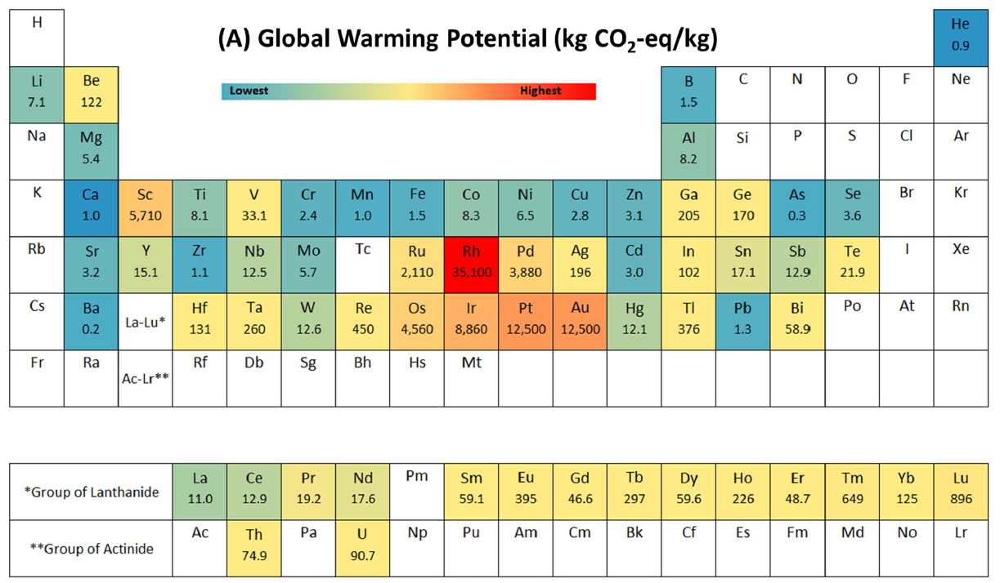 (A) Global Warming Potential (kg CO₂-eq/kg)
Lowest Highest
H He
0.9
Li Be B C N O F Ne
7.1 122 1.5
Na Mg Al Si P S Cl Ar
5.4 8.2
K Ca Sc Ti V Cr Mn Fe Co Ni Cu Zn Ga Ge As Se Br Kr
1.0 5,710 8.1 33.1 2.4 1.0 1.5 8.3 6.5 2.8 3.1 205 170 0.3 3.6
Rb Sr Y Zr Nb Mo Tc Ru Rh Pd Ag Cd In Sn Sb Te I Xe
3.2 15.1 1.1 12.5 5.7 2,110 35,100 3,880 196 3.0 102 17.1 12.9 21.9
Cs Ba La-Lu* Hf Ta W Re Os Ir Pt Au Hg Tl Pb Bi Po At Rn
0.2 131 260 12.6 450 4,560 8,860 12,500 12,500 12.1 376 1.3 58.9
Fr Ra Ac-Lr** Rf Db Sg Bh Hs Mt
*Group of Lanthanide La Ce Pr Nd Pm Sm Eu Gd Tb Dy Ho Er Tm Yb Lu
11.0 12.9 19.2 17.6 59.1 395 46.6 297 59.6 226 48.7 649 125 896
**Group of Actinide Ac Th Pa U Np Pu Am Cm Bk Cf Es Fm Md No Lr
74.9 90.7